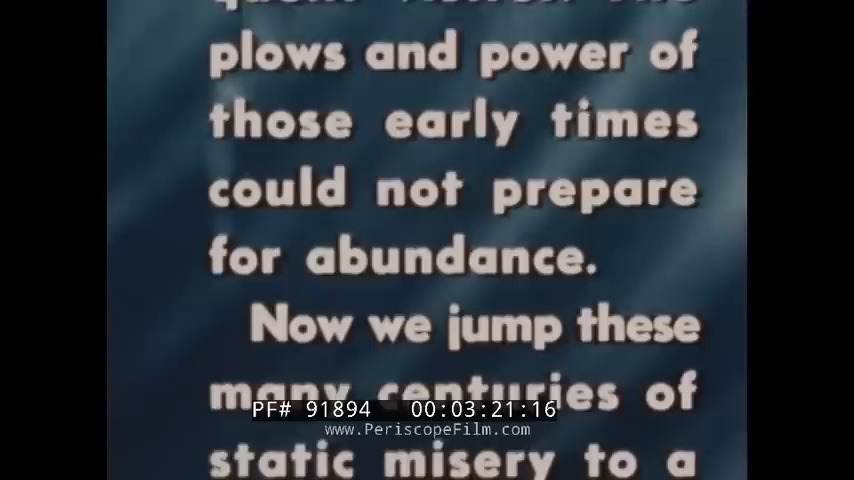 plows and power of
those early times
could not prepare
for abundance.
Now we jump these
many centuries of
PF# 91894 00:03:21:16
www.PeriscopeFilm.com
static misery to a